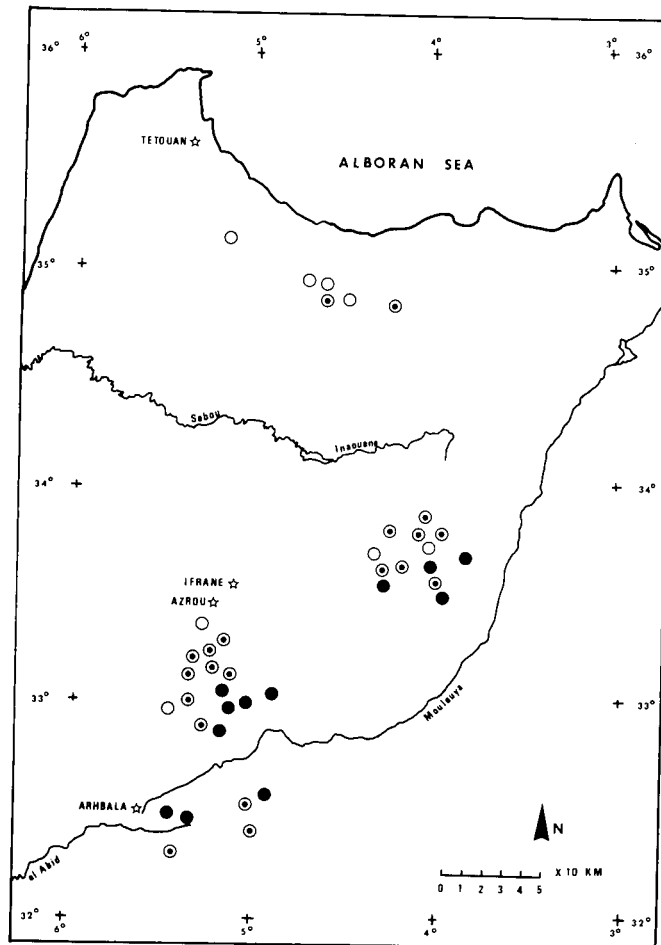 36° 6° 5° 4° 3° 36°
TETOUAN
ALBORAN SEA
35° 35°
Sebou
Inaouene
34° 34°
IFRANE
AZROU
33° 33°
Moulouya
ARHBALA
N
el Abid
X 10 KM
0 1 2 3 4 5
32° 6° 5° 4° 3° 32°